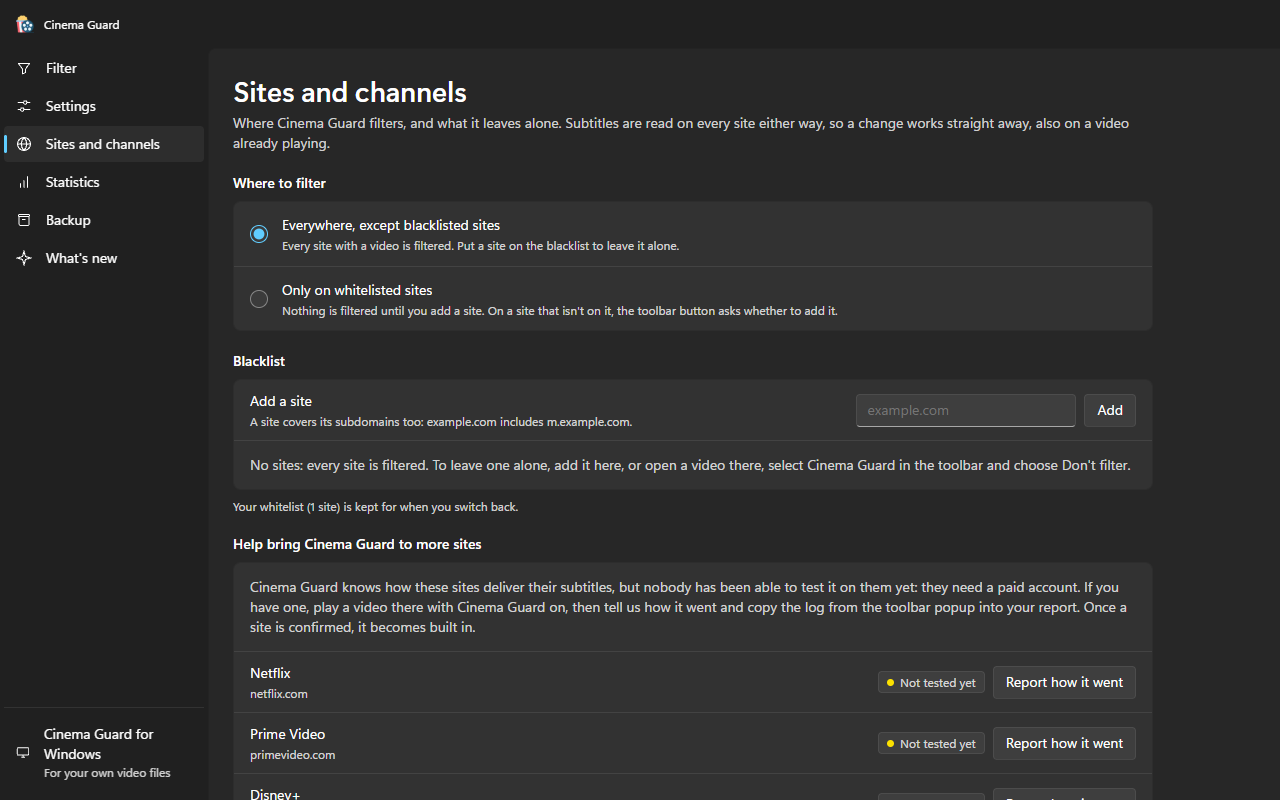 Cinema Guard
Filter
Settings
Sites and channels
Statistics
Backup
What's new
Cinema Guard for
Windows
For your own video files
Sites and channels
Where Cinema Guard filters, and what it leaves alone. Subtitles are read on every site either way, so a change works straight away, also on a video
already playing.
Where to filter
Everywhere, except blacklisted sites
Every site with a video is filtered. Put a site on the blacklist to leave it alone.
Only on whitelisted sites
Nothing is filtered until you add a site. On a site that isn't on it, the toolbar button asks whether to add it.
Blacklist
Add a site
A site covers its subdomains too: example.com includes m.example.com.
example.com
Add
No sites: every site is filtered. To leave one alone, add it here, or open a video there, select Cinema Guard in the toolbar and choose Don't filter.
Your whitelist (1 site) is kept for when you switch back.
Help bring Cinema Guard to more sites
Cinema Guard knows how these sites deliver their subtitles, but nobody has been able to test it on them yet: they need a paid account. If you
have one, play a video there with Cinema Guard on, then tell us how it went and copy the log from the toolbar popup into your report. Once a
site is confirmed, it becomes built in.
Netflix
netflix.com
Not tested yet
Report how it went
Prime Video
primevideo.com
Not tested yet
Report how it went
Disney+